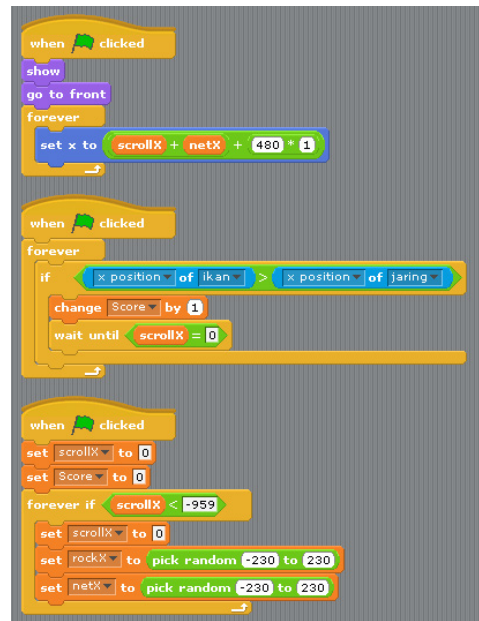 when clicked
show
go to front
forever
set x to scrollX + netX + 480 * 1
when clicked
forever
if x position of ikan > x position of jaring
change Score by 1
wait until scrollX = 0
when clicked
set scrollX to 0
set Score to 0
forever if scrollX < -959
set scrollX to 0
set rockX to pick random -230 to 230
set netX to pick random -230 to 230